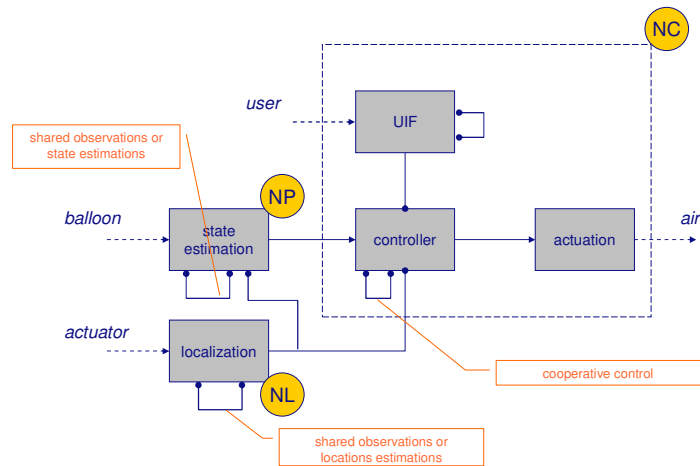 NC
user
UIF
shared observations or
state estimations
NP
balloon
state
estimation
controller
actuation
air
actuator
localization
NL
cooperative control
shared observations or
locations estimations